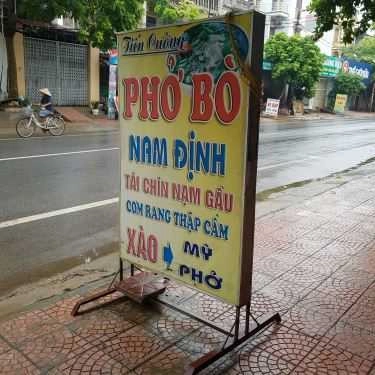 Tiến Cường
PHỞ BÒ
NAM ĐỊNH
TÁI CHÍN NẠM GẦU
CƠM RANG THẬP CẨM
XÀO
MỲ
PHỞ